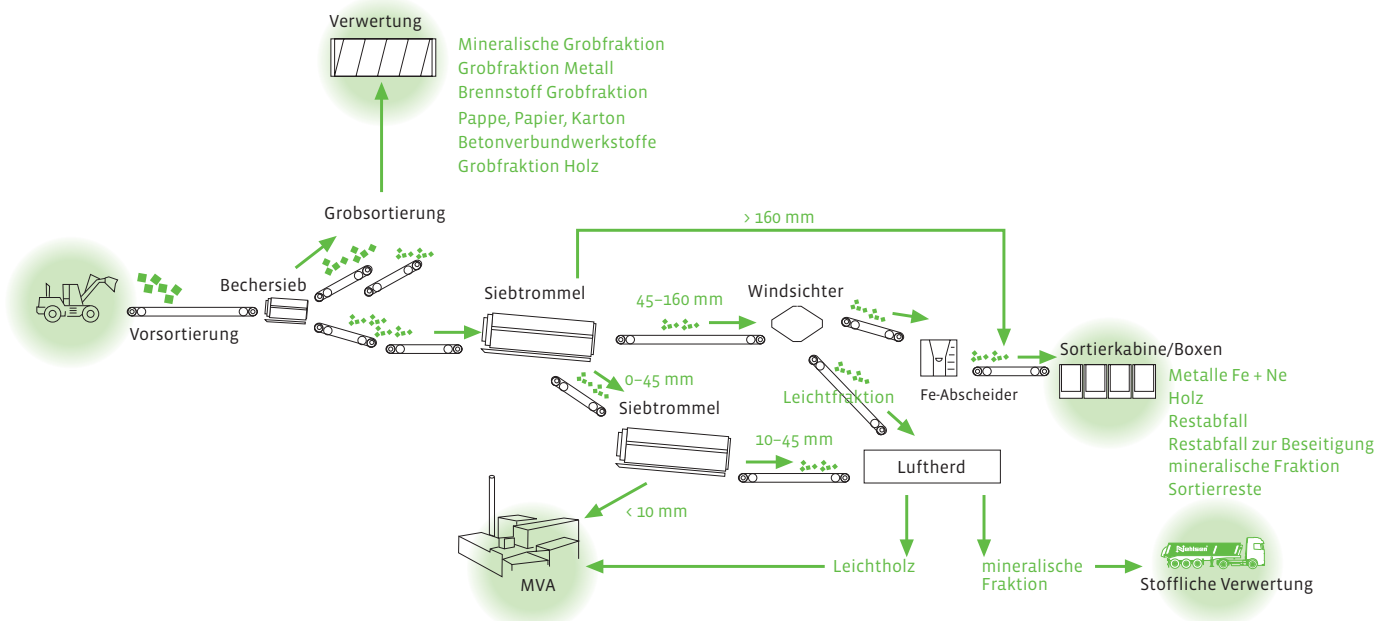 Verwertung
Mineralische Grobfraktion
Grobfraktion Metall
Brennstoff Grobfraktion
Pappe, Papier, Karton
Betonverbundwerkstoffe
Grobfraktion Holz
Grobsortierung
> 160 mm
Bechersieb
Vorsortierung
Siebtrommel
45–160 mm
Windsichter
Sortierkabine/Boxen
Metalle Fe + Ne
Holz
Restabfall
Restabfall zur Beseitigung
mineralische Fraktion
Sortierreste
Fe-Abscheider
0–45 mm
Leichtfraktion
Siebtrommel
10–45 mm
Luftherd
< 10 mm
MVA
Leichtholz
mineralische
Fraktion
Stoffliche Verwertung